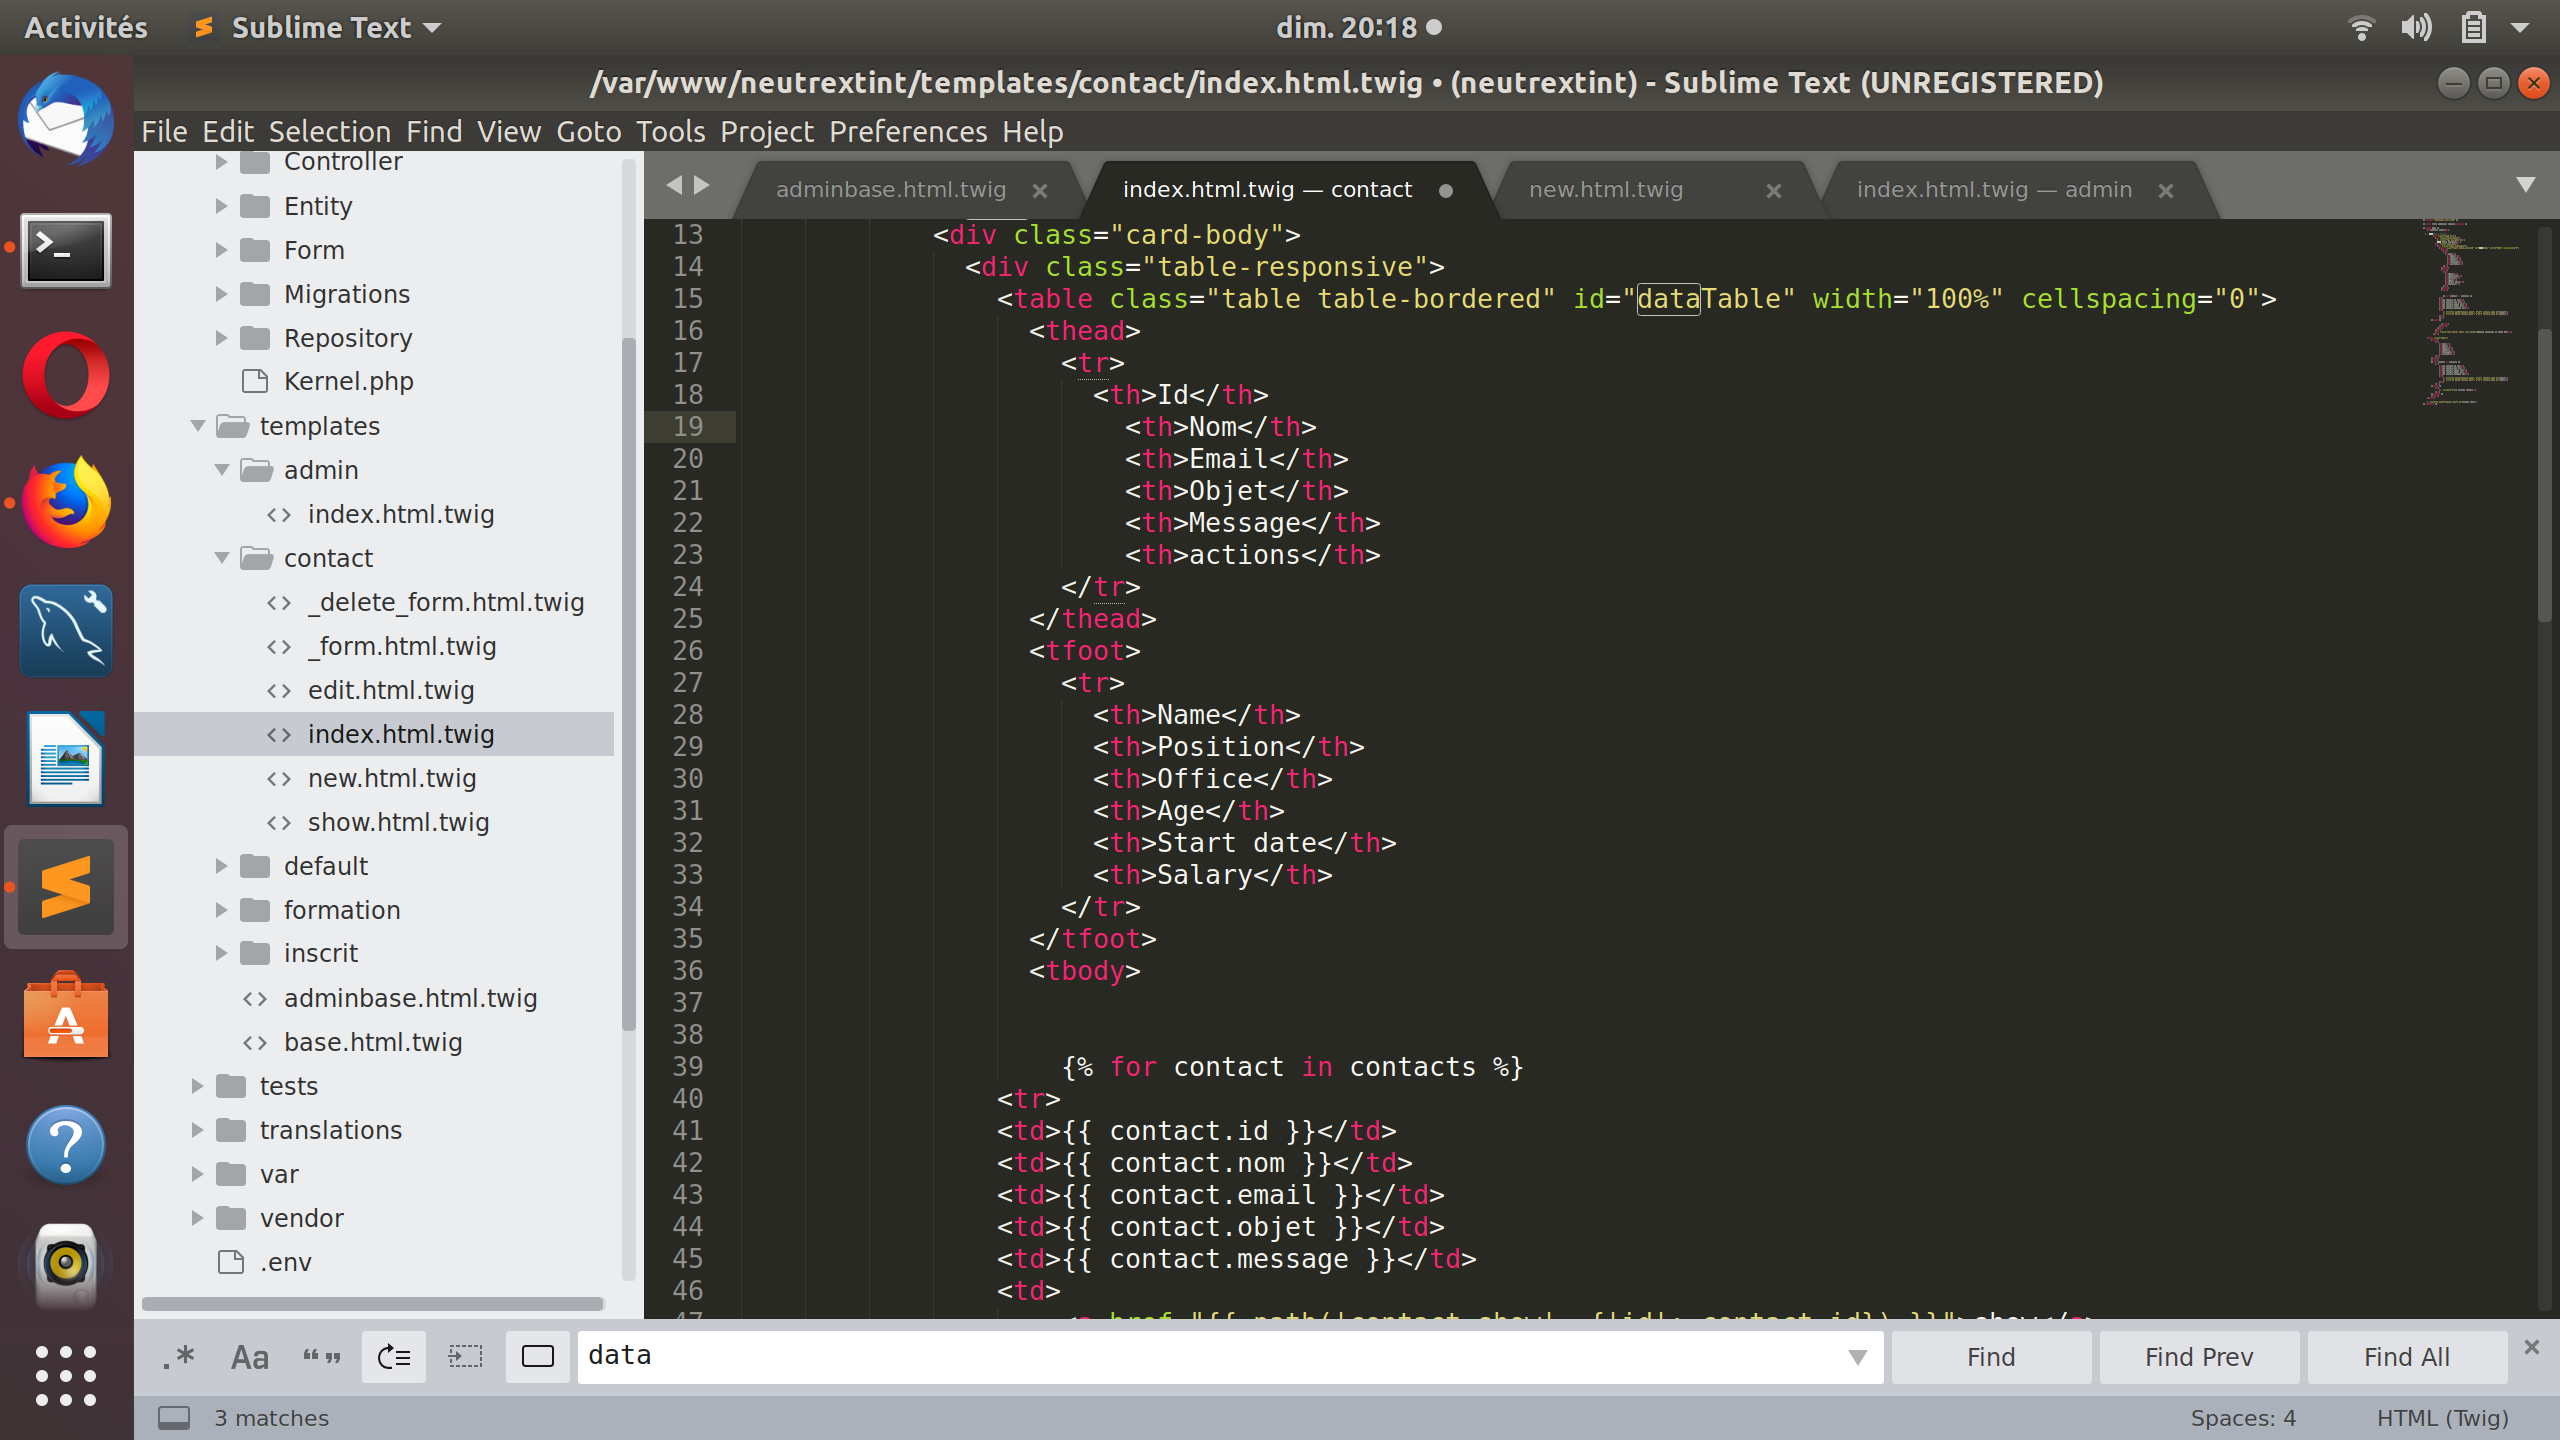 Activités
Sublime Text
dim. 20:18
/var/www/neutrextint/templates/contact/index.html.twig • (neutrextint) - Sublime Text (UNREGISTERED)
File Edit Selection Find View Goto Tools Project Preferences Help
Controller
Entity
Form
Migrations
Repository
Kernel.php
templates
admin
index.html.twig
contact
_delete_form.html.twig
_form.html.twig
edit.html.twig
index.html.twig
new.html.twig
show.html.twig
default
formation
inscrit
adminbase.html.twig
base.html.twig
tests
translations
var
vendor
.env
adminbase.html.twig
index.html.twig — contact
new.html.twig
index.html.twig — admin
13 <div class="card-body">
14 <div class="table-responsive">
15 <table class="table table-bordered" id="dataTable" width="100%" cellspacing="0">
16 <thead>
17 <tr>
18 <th>Id</th>
19 <th>Nom</th>
20 <th>Email</th>
21 <th>Objet</th>
22 <th>Message</th>
23 <th>actions</th>
24 </tr>
25 </thead>
26 <tfoot>
27 <tr>
28 <th>Name</th>
29 <th>Position</th>
30 <th>Office</th>
31 <th>Age</th>
32 <th>Start date</th>
33 <th>Salary</th>
34 </tr>
35 </tfoot>
36 <tbody>
37
38
39 {% for contact in contacts %}
40 <tr>
41 <td>{{ contact.id }}</td>
42 <td>{{ contact.nom }}</td>
43 <td>{{ contact.email }}</td>
44 <td>{{ contact.objet }}</td>
45 <td>{{ contact.message }}</td>
46 <td>
.* Aa “” data Find Find Prev Find All
3 matches
Spaces: 4
HTML (Twig)